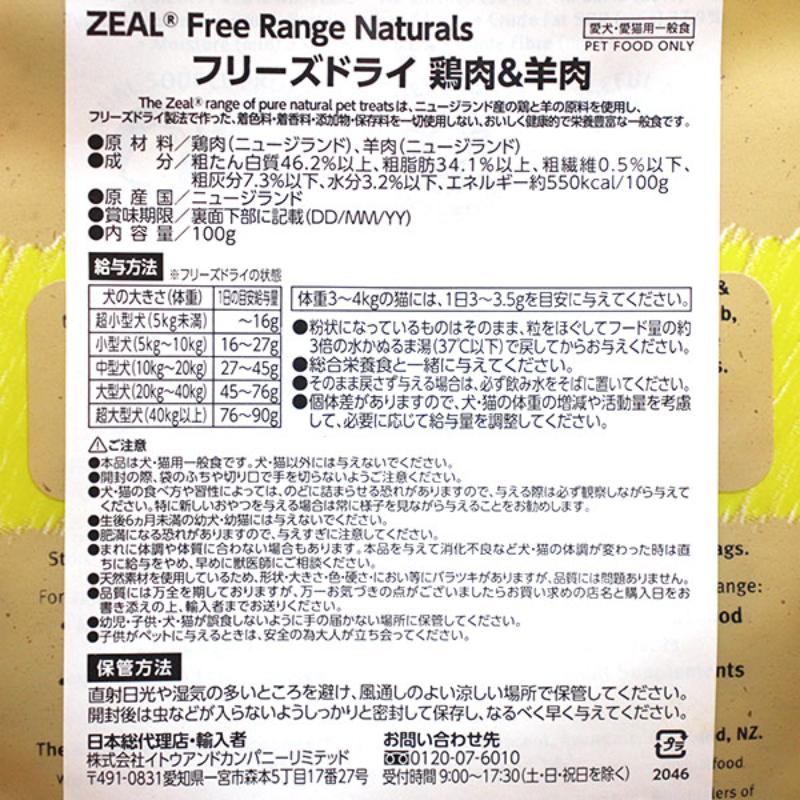 ZEAL® Free Range Naturals
愛犬・愛猫用一般食
PET FOOD ONLY
フリーズドライ 鶏肉&羊肉
The Zeal® range of pure natural pet treatsは、ニュージランド産の鶏と羊の原料を使用し、
フリーズドライ製法で作った、着色料・着香料・添加物・保存料を一切使用しない、おいしく健康的で栄養豊富な一般食です。
●原材料／鶏肉(ニュージーランド)、羊肉(ニュージーランド)
●成分／粗たん白質46.2%以上、粗脂肪34.1%以上、粗繊維0.5%以下、
粗灰分7.3%以下、水分3.2%以下、エネルギー約550kcal/100g
●原産国／ニュージランド
●賞味期限／裏面下部に記載(DD/MM/YY)
●内容量／100g
給与方法 ※フリーズドライの状態
犬の大きさ(体重) 1日の目安給与量
超小型犬(5kg未満) ～16g
小型犬(5kg～10kg) 16～27g
中型犬(10kg～20kg) 27～45g
大型犬(20kg～40kg) 45～76g
超大型犬(40kg以上) 76～90g
体重3～4kgの猫には、1日3～3.5gを目安に与えてください。
●粉状になっているものはそのまま、粒をほぐしてフード量の約
3倍の水かぬるま湯(37℃以下)で戻してからお与えください。
●総合栄養食と一緒に与えてください。
●そのまま戻さず与える場合は、必ず飲み水をそばに置いてください。
●個体差がありますので、犬・猫の体重の増減や活動量を考慮
して、必要に応じて給与量を調整してください。
⚠ご注意
●本品は犬・猫用一般食です。犬・猫以外には与えないでください。
●開封の際、袋のふちや切り口で手を切らないようご注意ください。
●犬・猫の食べ方や習性によっては、のどに詰まらせる恐れがありますので、与える際は必ず観察しながら与えて
ください。特に新しいおやつを与える場合は常に様子を見ながら与えることをお勧めします。
●生後6ヵ月未満の幼犬・幼猫には与えないでください。
●肥満になる恐れがありますので、与えすぎに注意してください。
●まれに体調や体質に合わない場合もあります。本品を与えて消化不良など犬・猫の体調が変わった時は直
ちに給与をやめ、早めに獣医師にご相談ください。
●天然素材を使用しているため、形状・大きさ・色・硬さ・におい等にバラツキがありますが、品質には問題ありません。
●品質には万全を期しておりますが、万一お気づきの点がございましたらお買い求めの店名と購入日をお
書き添えの上、輸入者までお送りください。
●幼児・子供・犬・猫が誤食しないように手の届かない場所に保管してください。
●子供がペットに与えるときは、安全の為大人が立ち会ってください。
保管方法
直射日光や湿気の多いところを避け、風通しのよい涼しい場所で保管してください。
開封後は虫などが入らないようしっかりと密封して保存し、なるべく早く与えてください。
日本総代理店・輸入者
株式会社イトウアンドカンパニーリミテッド
〒491-0831愛知県一宮市森本5丁目17番27号
お問い合わせ先
0120-07-6010
受付時間 9:00～17:30(土・日・祝日を除く)
プラ
2046
&
b,
s.
Sto
ags.
For
ange:
od
nts
The
d, NZ.
food
lers of